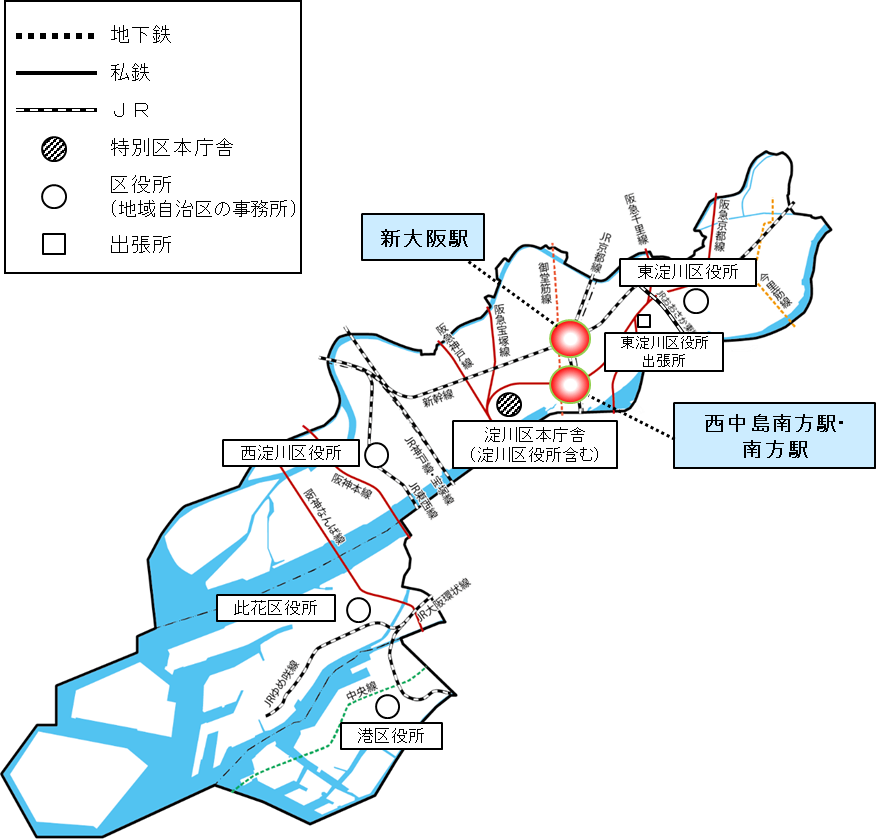 地下鉄
私鉄
ＪＲ
特別区本庁舎
区役所
（地域自治区の事務所）
出張所
新大阪駅
阪急千里線
阪急京都線
JR京都線
御堂筋線
東淀川区役所
今里筋線
JRおおさか東
阪急宝塚線
阪急神戸線
東淀川区役所
出張所
新幹線
西中島南方駅・
南方駅
淀川区本庁舎
（淀川区役所含む）
西淀川区役所
JR神戸線・宝塚線
JR東西線
阪神本線
阪神なんば線
此花区役所
JR大阪環状線
JRゆめ咲線
中央線
港区役所